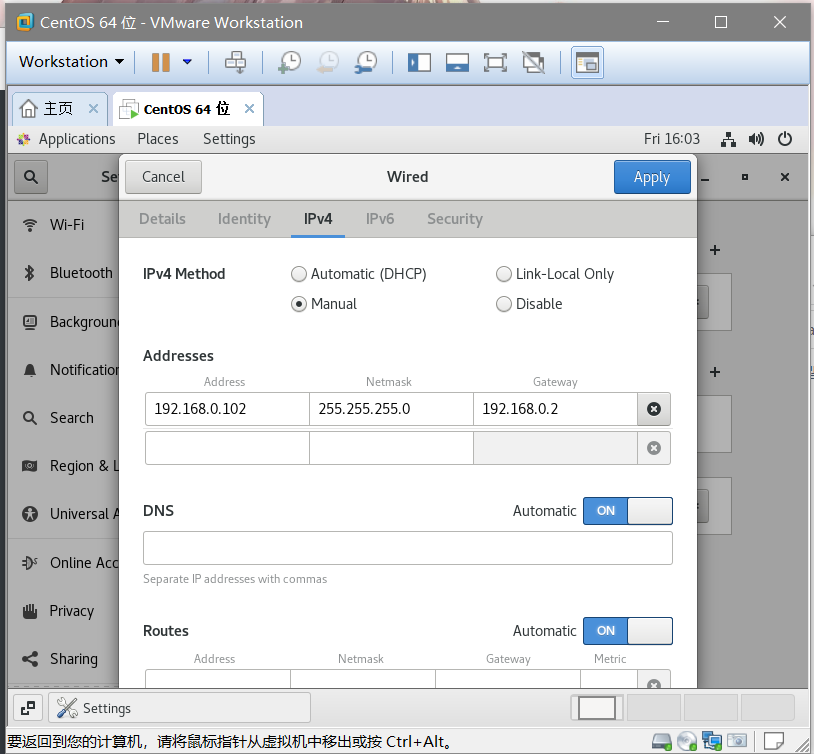 CentOS 64 位 - VMware Workstation
Workstation
主页
CentOS 64 位
Applications Places Settings Fri 16:03
Cancel Wired Apply
Details Identity IPv4 IPv6 Security
Wi-Fi
Bluetooth
Background
Notification
Search
Region & L
Universal A
Online Acc
Privacy
Sharing
IPv4 Method Automatic (DHCP) Link-Local Only
Manual Disable
Addresses
Address Netmask Gateway
192.168.0.102 255.255.255.0 192.168.0.2
DNS Automatic ON
Separate IP addresses with commas
Routes Automatic ON
Address Netmask Gateway Metric
Settings
要返回到您的计算机，请将鼠标指针从虚拟机中移出或按 Ctrl+Alt。